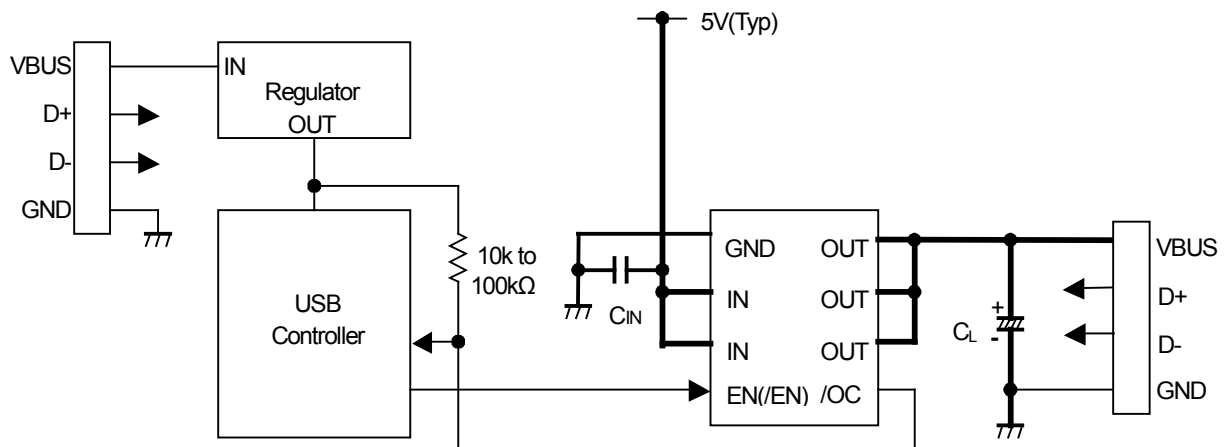 5V(Typ)
VBUS
D+
D-
GND
IN
Regulator
OUT
10k to
100kΩ
USB
Controller
CIN
GND
IN
IN
EN(/EN)
OUT
OUT
OUT
/OC
+
-
CL
VBUS
D+
D-
GND